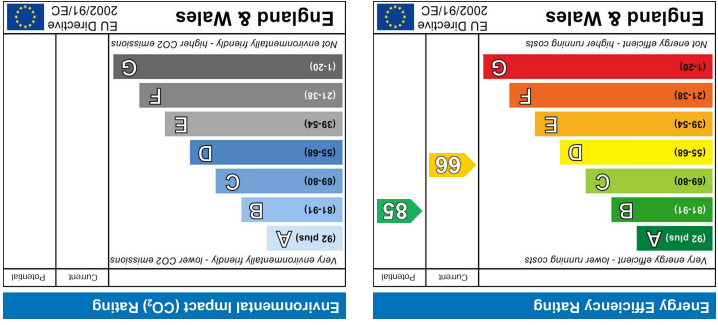 Energy Efficiency Rating
Current
Potential
Very energy efficient - lower running costs
(92 plus) A
(81-91) B
(69-80) C
(55-68) D
(39-54) E
(21-38) F
(1-20) G
85
66
Not energy efficient - higher running costs
England & Wales
EU Directive
2002/91/EC
Environmental Impact (CO₂) Rating
Current
Potential
Very environmentally friendly - lower CO2 emissions
(92 plus) A
(81-91) B
(69-80) C
(55-68) D
(39-54) E
(21-38) F
(1-20) G
Not environmentally friendly - higher CO2 emissions
England & Wales
EU Directive
2002/91/EC